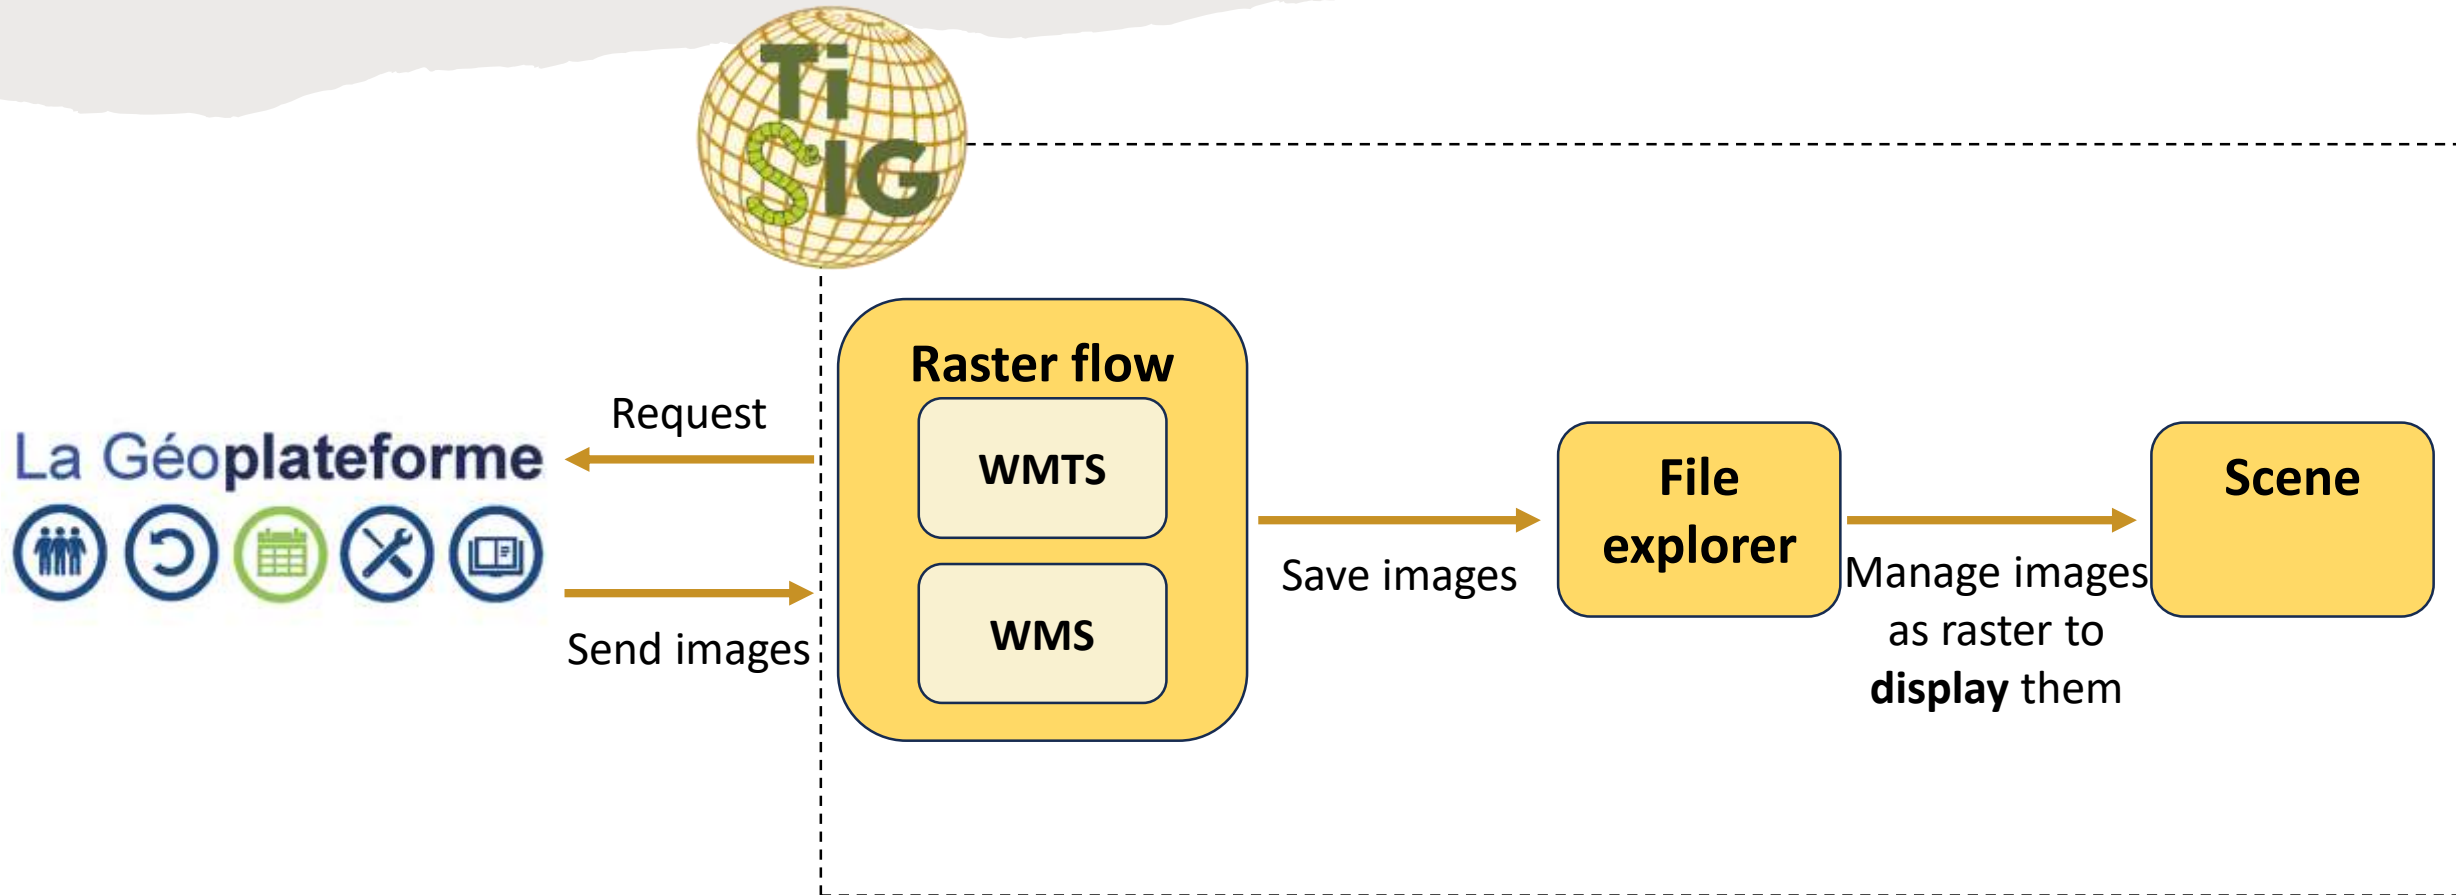 Ti
SIG
La Géoplateforme
Request
Send images
Raster flow
WMTS
WMS
Save images
File
explorer
Manage images
as raster to
display them
Scene